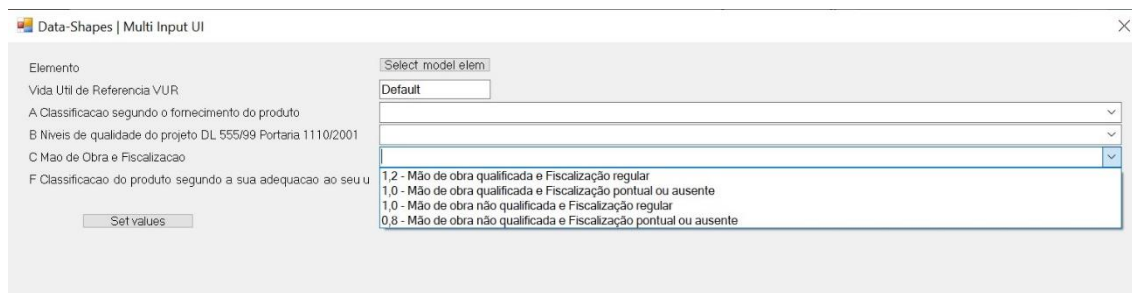 Data-Shapes | Multi Input UI
Elemento
Select model elem
Vida Util de Referencia VUR
Default
A Classificacao segundo o fornecimento do produto
B Niveis de qualidade do projeto DL 555/99 Portaria 1110/2001
C Mao de Obra e Fiscalizacao
F Classificacao do produto segundo a sua adequacao ao seu u
1,2 - Mão de obra qualificada e Fiscalização regular
1,0 - Mão de obra qualificada e Fiscalização pontual ou ausente
1,0 - Mão de obra não qualificada e Fiscalização regular
0,8 - Mão de obra não qualificada e Fiscalização pontual ou ausente
Set values